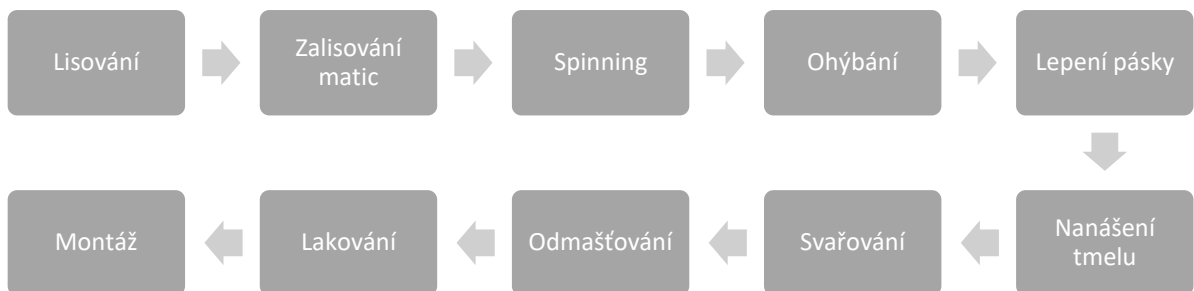 Lisování
Zalisování
matic
Spinning
Ohýbání
Lepení pásky
Nanášení
tmelu
Svařování
Odmašťování
Lakování
Montáž